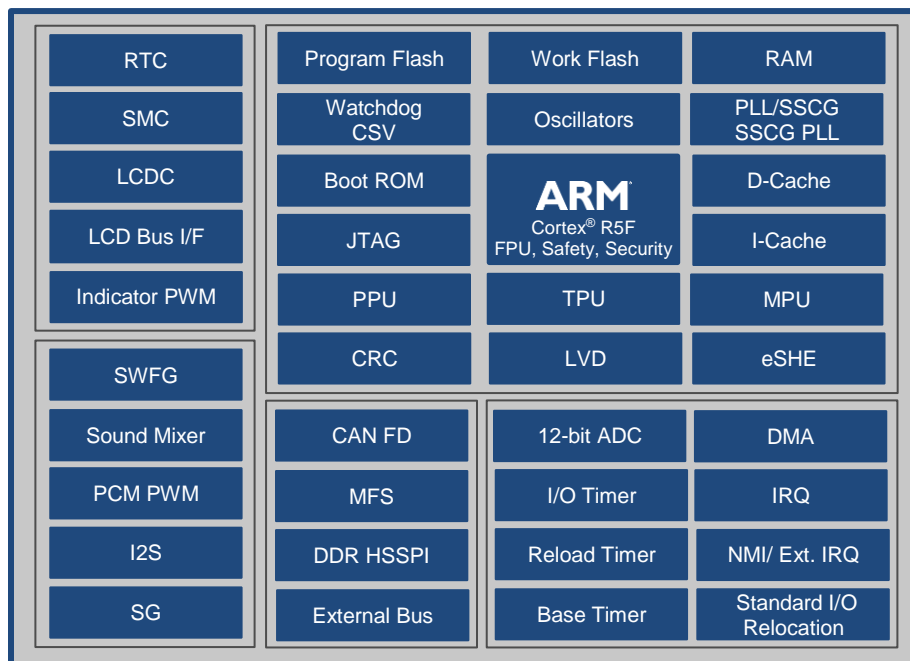 RTC
SMC
LCDC
LCD Bus I/F
Indicator PWM
SWFG
Sound Mixer
PCM PWM
I2S
SG
Program Flash
Work Flash
RAM
Watchdog
CSV
Oscillators
PLL/SSCG
SSCG PLL
Boot ROM
ARM
Cortex® R5F
FPU, Safety, Security
D-Cache
JTAG
I-Cache
PPU
TPU
MPU
CRC
LVD
eSHE
CAN FD
MFS
DDR HSSPI
External Bus
12-bit ADC
DMA
I/O Timer
IRQ
Reload Timer
NMI/ Ext. IRQ
Base Timer
Standard I/O
Relocation